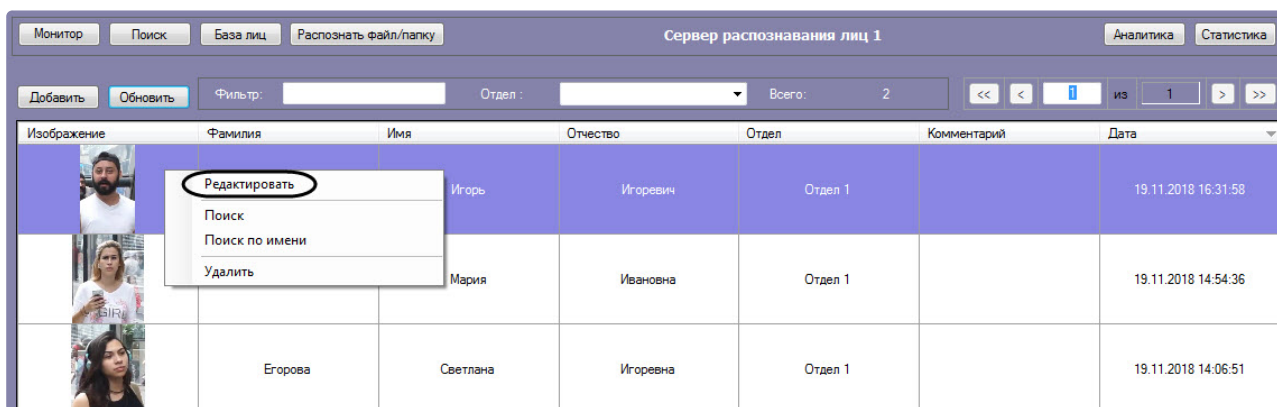 Монитор Поиск База лиц Распознать файл/папку Сервер распознавания лиц 1 Аналитика Статистика
Добавить Обновить Фильтр: Отдел : Всего: 2 << < 1 из 1 > >>
Изображение Фамилия Имя Отчество Отдел Комментарий Дата
Редактировать Игорь Игоревич Отдел 1 19.11.2018 16:31:58
Поиск
Поиск по имени
Удалить Мария Ивановна Отдел 1 19.11.2018 14:54:36
GIRL
Егорова Светлана Игоревна Отдел 1 19.11.2018 14:06:51